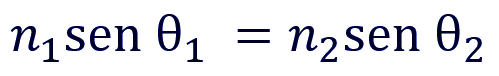 n₁sen θ₁ = n₂sen θ₂